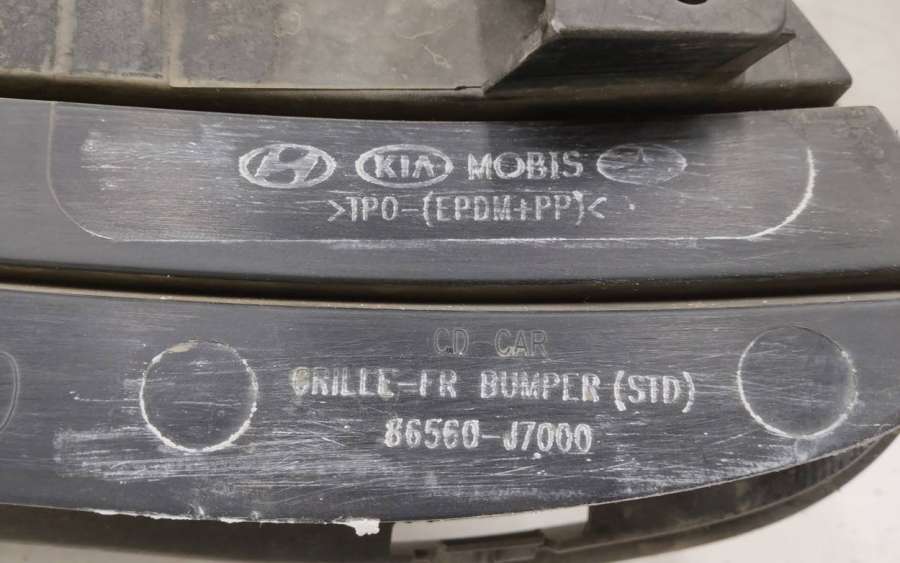 KIA MOBIS
>TPO-(EPDM+PP)<
CD CAR
GRILLE-FR BUMPER (STD)
86560-J7000